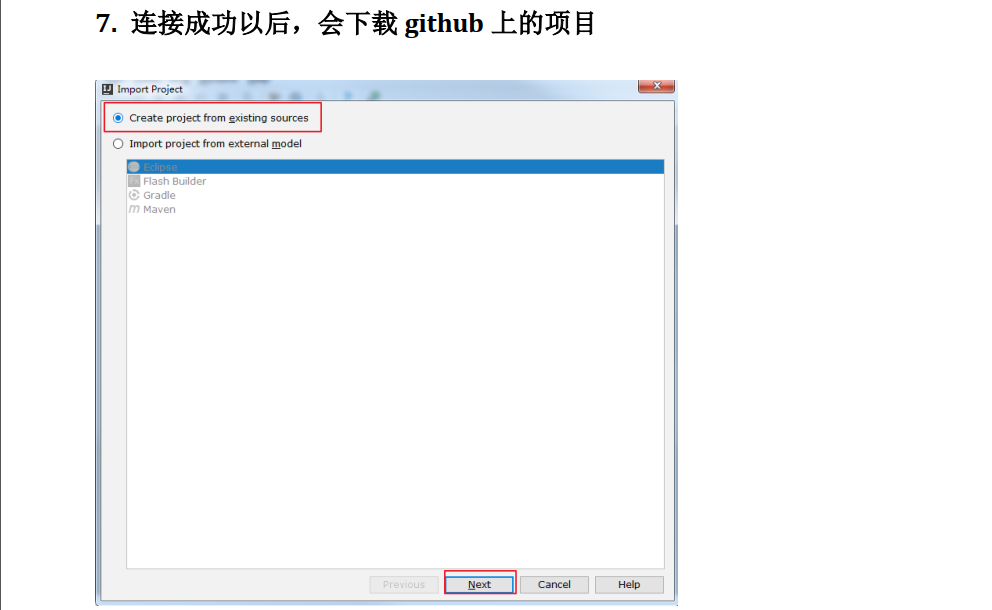 7. 连接成功以后，会下载 github 上的项目
Import Project
Create project from existing sources
Import project from external model
Eclipse
Flash Builder
Gradle
Maven
Previous Next Cancel Help